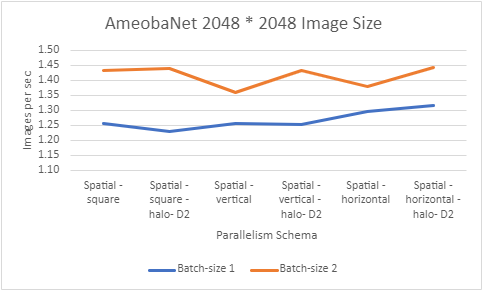 AmeobaNet 2048 * 2048 Image Size
Images per sec
1.50
1.45
1.40
1.35
1.30
1.25
1.20
1.15
1.10
Spatial -
square
Spatial -
square -
halo- D2
Spatial -
vertical
Spatial -
vertical -
halo- D2
Spatial -
horizontal
Spatial -
horizontal -
halo- D2
Parallelism Schema
Batch-size 1
Batch-size 2